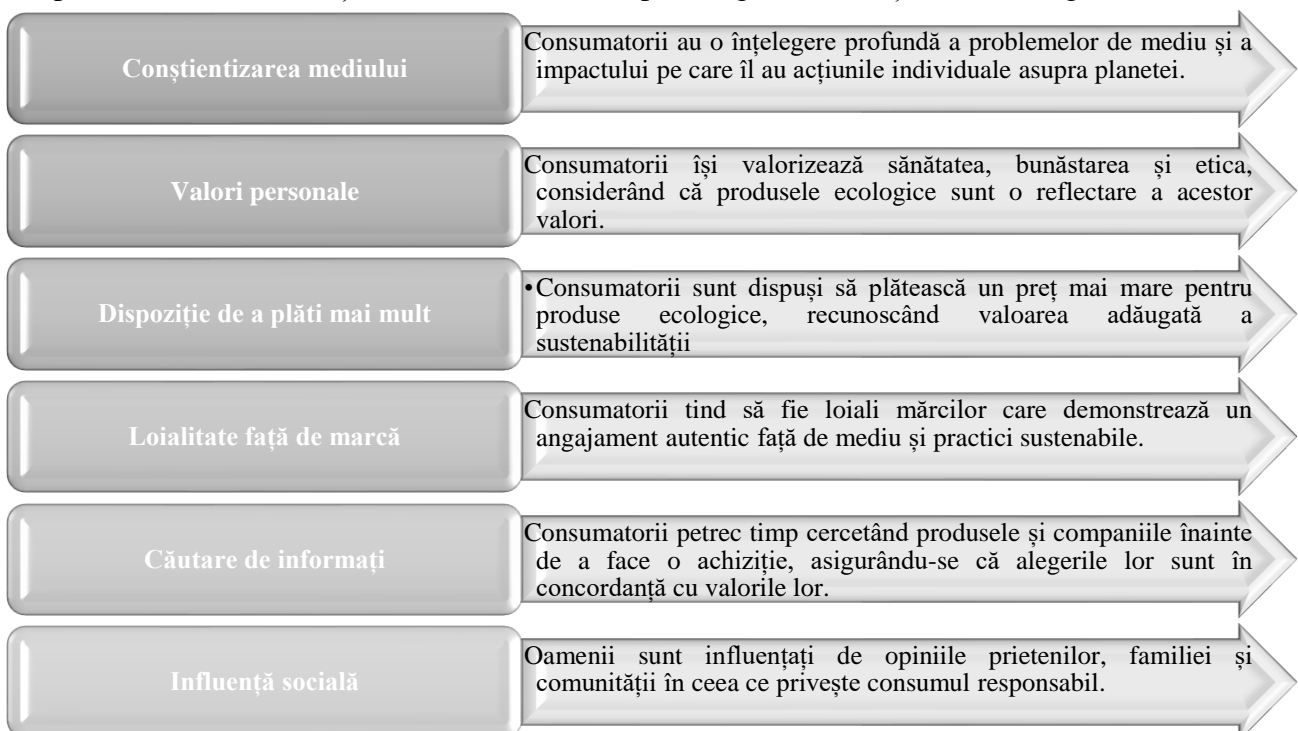 Conștientizarea mediului
Consumatorii au o înțelegere profundă a problemelor de mediu și a
impactului pe care îl au acțiunile individuale asupra planetei.
Valori personale
Consumatorii își valorizează sănătatea, bunăstarea și etica,
considerând că produsele ecologice sunt o reflectare a acestor
valori.
Dispoziție de a plăti mai mult
•Consumatorii sunt dispuși să plătească un preț mai mare pentru
produse ecologice, recunoscând valoarea adăugată a
sustenabilității
Loialitate față de marcă
Consumatorii tind să fie loiali mărcilor care demonstrează un
angajament autentic față de mediu și practici sustenabile.
Căutare de informați
Consumatorii petrec timp cercetând produsele și companiile înainte
de a face o achiziție, asigurându-se că alegerile lor sunt în
concordanță cu valorile lor.
Influență socială
Oamenii sunt influențați de opiniile prietenilor, familiei și
comunității în ceea ce privește consumul responsabil.